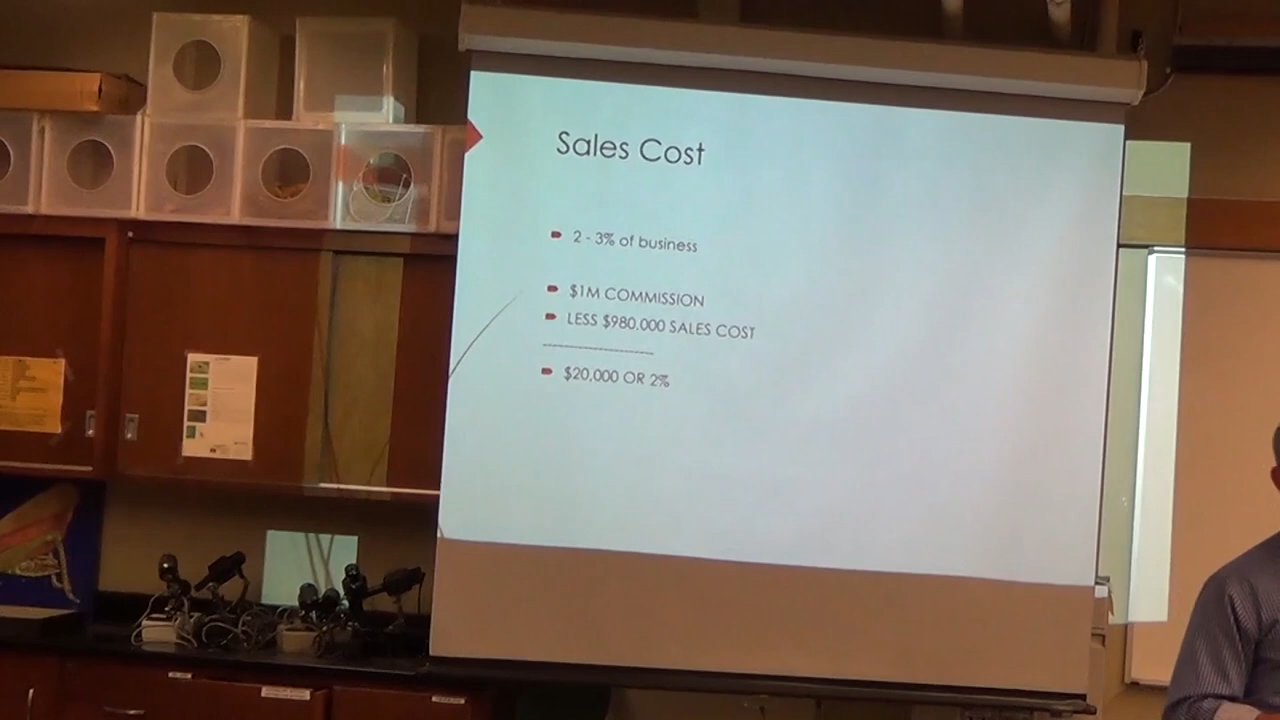 Sales Cost
2 - 3% of business
$1M COMMISSION
LESS $980.000 SALES COST
--------------------
$20,000 OR 2%